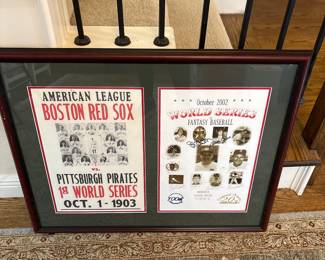 AMERICAN LEAGUE
BOSTON RED SOX
VS.
PITTSBURGH PIRATES
1st WORLD SERIES
OCT. 1-1903
October 2002
WORLD SERIES
FANTASY BASEBALL